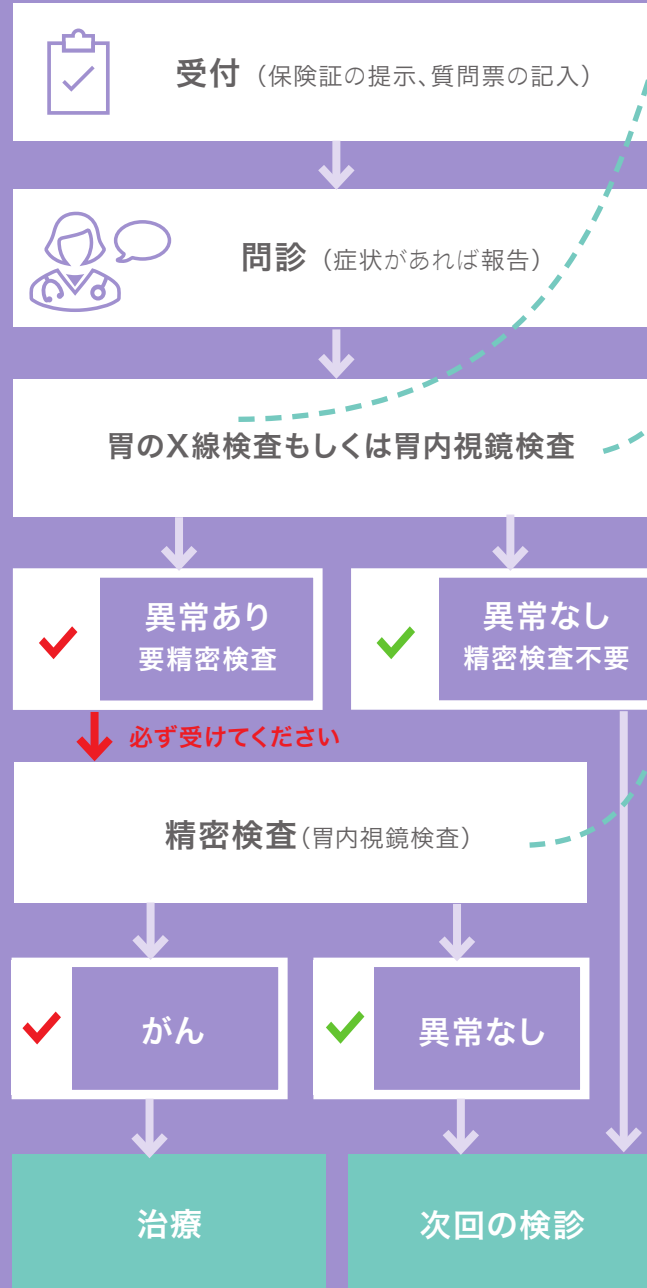 受付（保険証の提示、質問票の記入）
問診（症状があれば報告）
胃のX線検査もしくは胃内視鏡検査
異常あり
要精密検査
異常なし
精密検査不要
必ず受けてください
精密検査(胃内視鏡検査)
がん
異常なし
治療
次回の検診